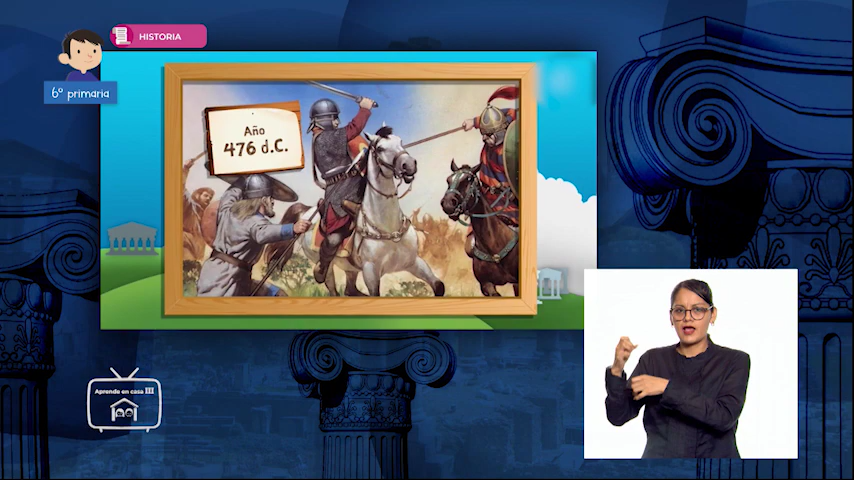 HISTORIA
6º primaria
Año
476 d.C.
Aprende en casa III